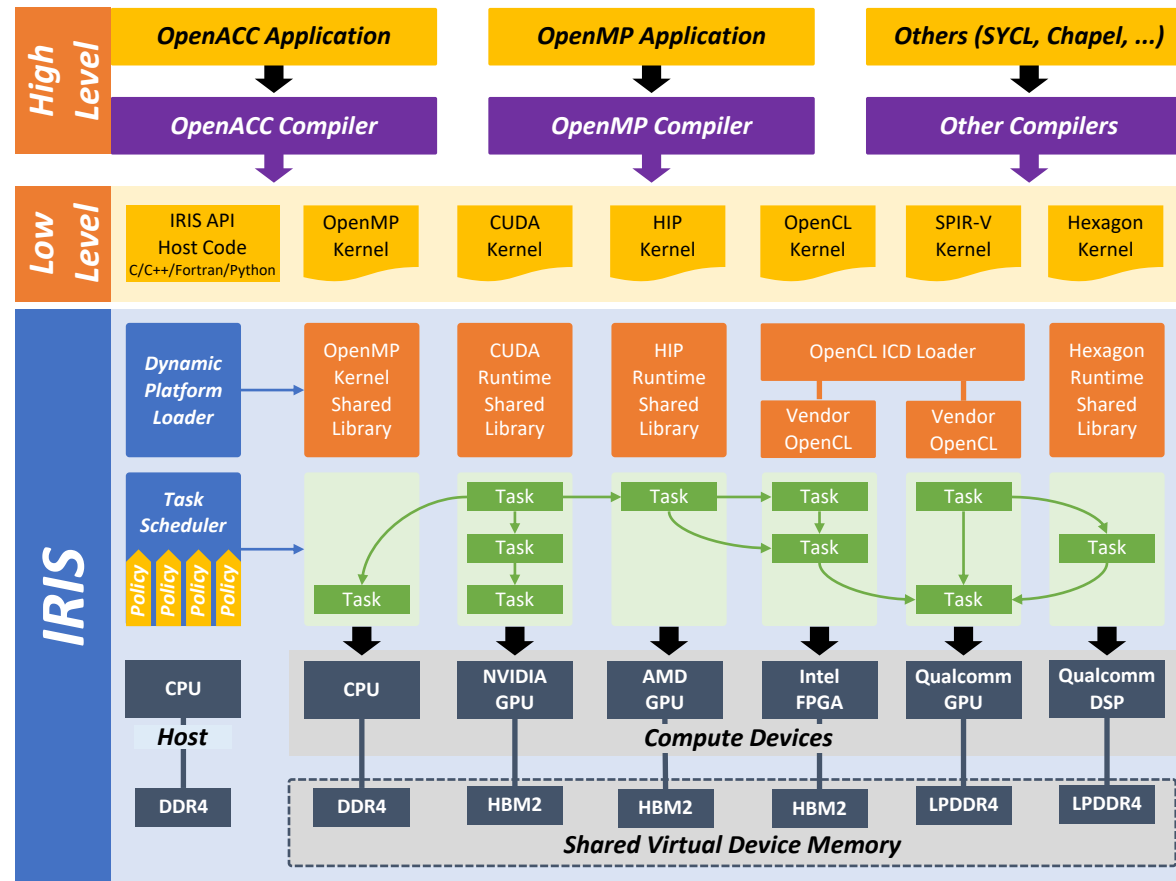 High
Level
OpenACC Application
OpenMP Application
Others (SYCL, Chapel, ...)
OpenACC Compiler
OpenMP Compiler
Other Compilers
Low
Level
IRIS API
Host Code
C/C++/Fortran/Python
OpenMP
Kernel
CUDA
Kernel
HIP
Kernel
OpenCL
Kernel
SPIR-V
Kernel
Hexagon
Kernel
IRIS
Dynamic
Platform
Loader
OpenMP
Kernel
Shared
Library
CUDA
Runtime
Shared
Library
HIP
Runtime
Shared
Library
OpenCL ICD Loader
Vendor
OpenCL
Vendor
OpenCL
Hexagon
Runtime
Shared
Library
Task
Scheduler
Policy
Policy
Policy
Policy
Task
Task
Task
Task
Task
Task
Task
Task
Task
Task
CPU
Host
DDR4
CPU
NVIDIA
GPU
AMD
GPU
Intel
FPGA
Qualcomm
GPU
Qualcomm
DSP
Compute Devices
DDR4
HBM2
HBM2
HBM2
LPDDR4
LPDDR4
Shared Virtual Device Memory